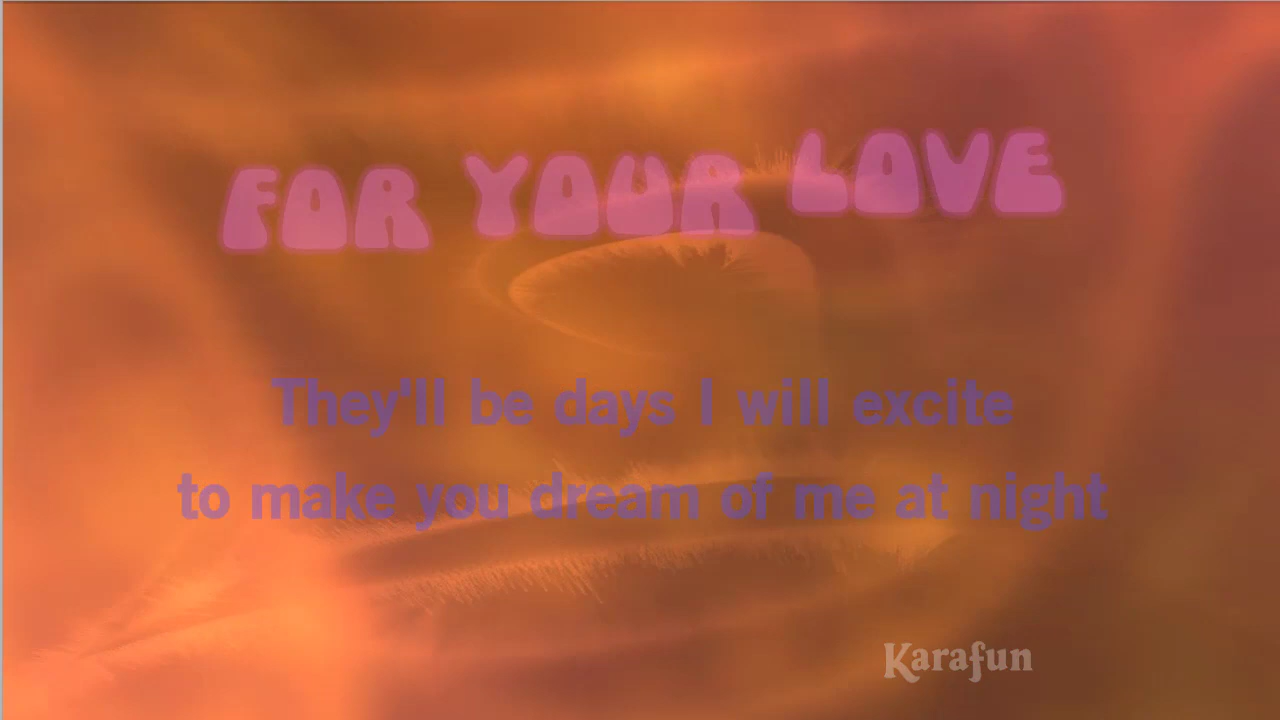 FOR YOUR LOVE
They'll be days I will excite
to make you dream of me at night
Karafun